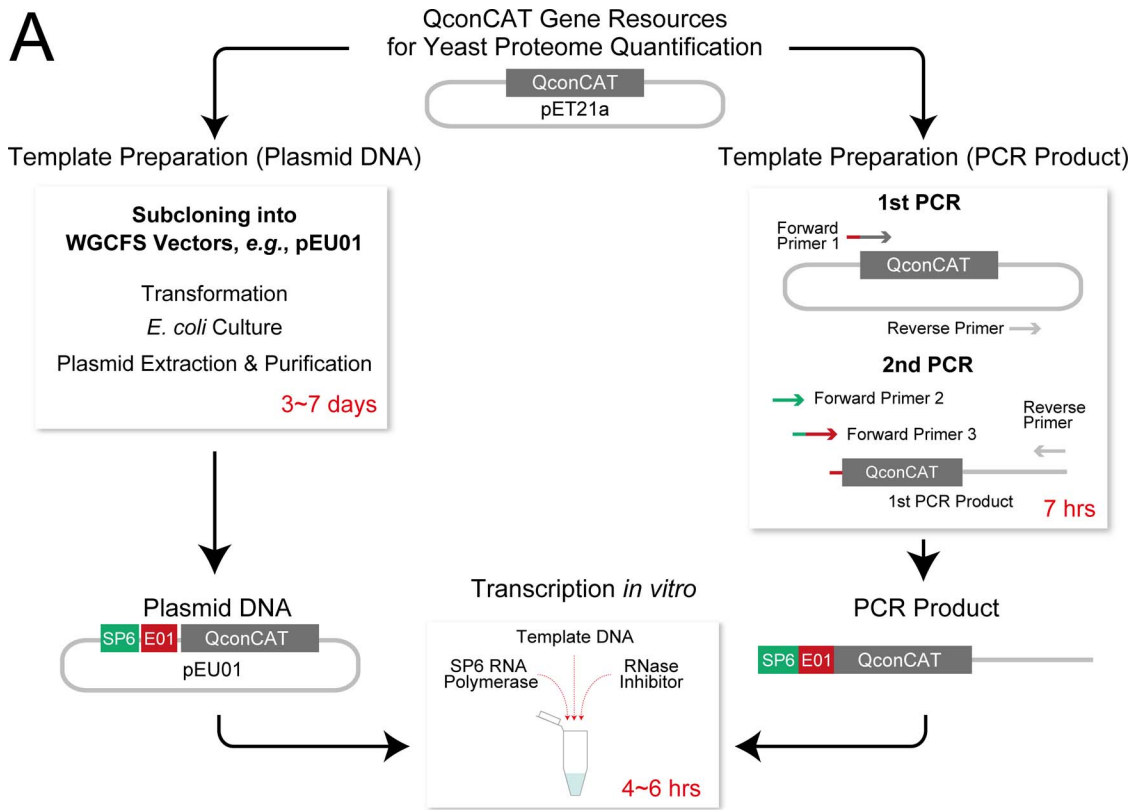 A
QconCAT Gene Resources
for Yeast Proteome Quantification
QconCAT
pET21a
Template Preparation (Plasmid DNA)
Subcloning into
WGCFS Vectors, e.g., pEU01
Transformation
E. coli Culture
Plasmid Extraction & Purification
3~7 days
Template Preparation (PCR Product)
1st PCR
Forward
Primer 1
QconCAT
Reverse Primer
2nd PCR
Forward Primer 2
Forward Primer 3
Reverse
Primer
QconCAT
1st PCR Product
7 hrs
Plasmid DNA
SP6 E01 QconCAT
pEU01
Transcription in vitro
Template DNA
SP6 RNA
Polymerase
RNase
Inhibitor
4~6 hrs
PCR Product
SP6 E01 QconCAT